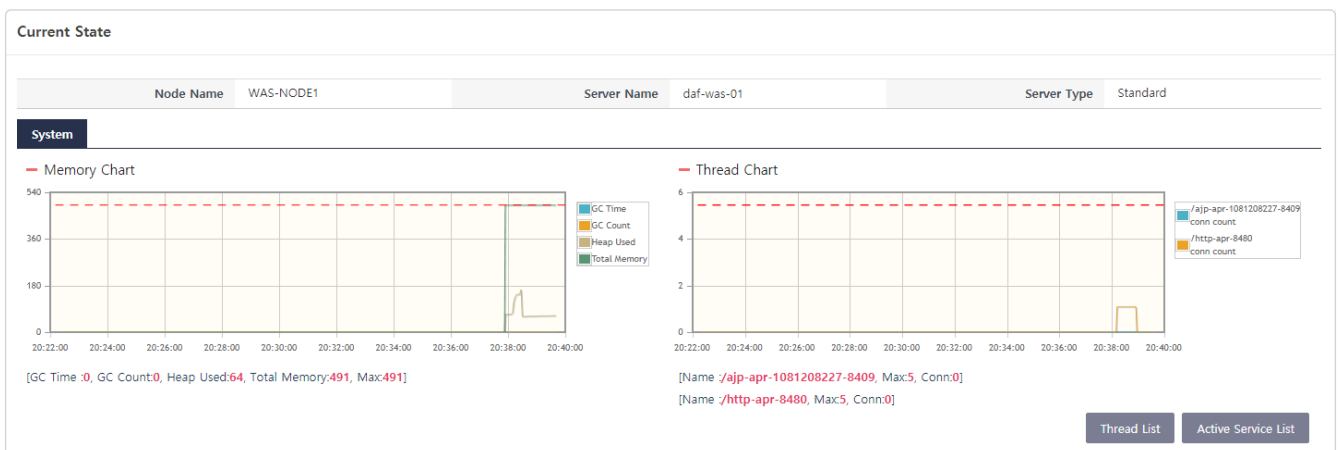 Current State
Node Name WAS-NODE1 Server Name daf-was-01 Server Type Standard
System
Memory Chart
540
360
180
0
20:22:00 20:24:00 20:26:00 20:28:00 20:30:00 20:32:00 20:34:00 20:36:00 20:38:00 20:40:00
GC Time
GC Count
Heap Used
Total Memory
[GC Time :0, GC Count:0, Heap Used:64, Total Memory:491, Max:491]
Thread Chart
6
4
2
0
20:22:00 20:24:00 20:26:00 20:28:00 20:30:00 20:32:00 20:34:00 20:36:00 20:38:00 20:40:00
/ajp-apr-1081208227-8409
conn count
/http-apr-8480
conn count
[Name :/ajp-apr-1081208227-8409, Max:5, Conn:0]
[Name :/http-apr-8480, Max:5, Conn:0]
Thread List Active Service List